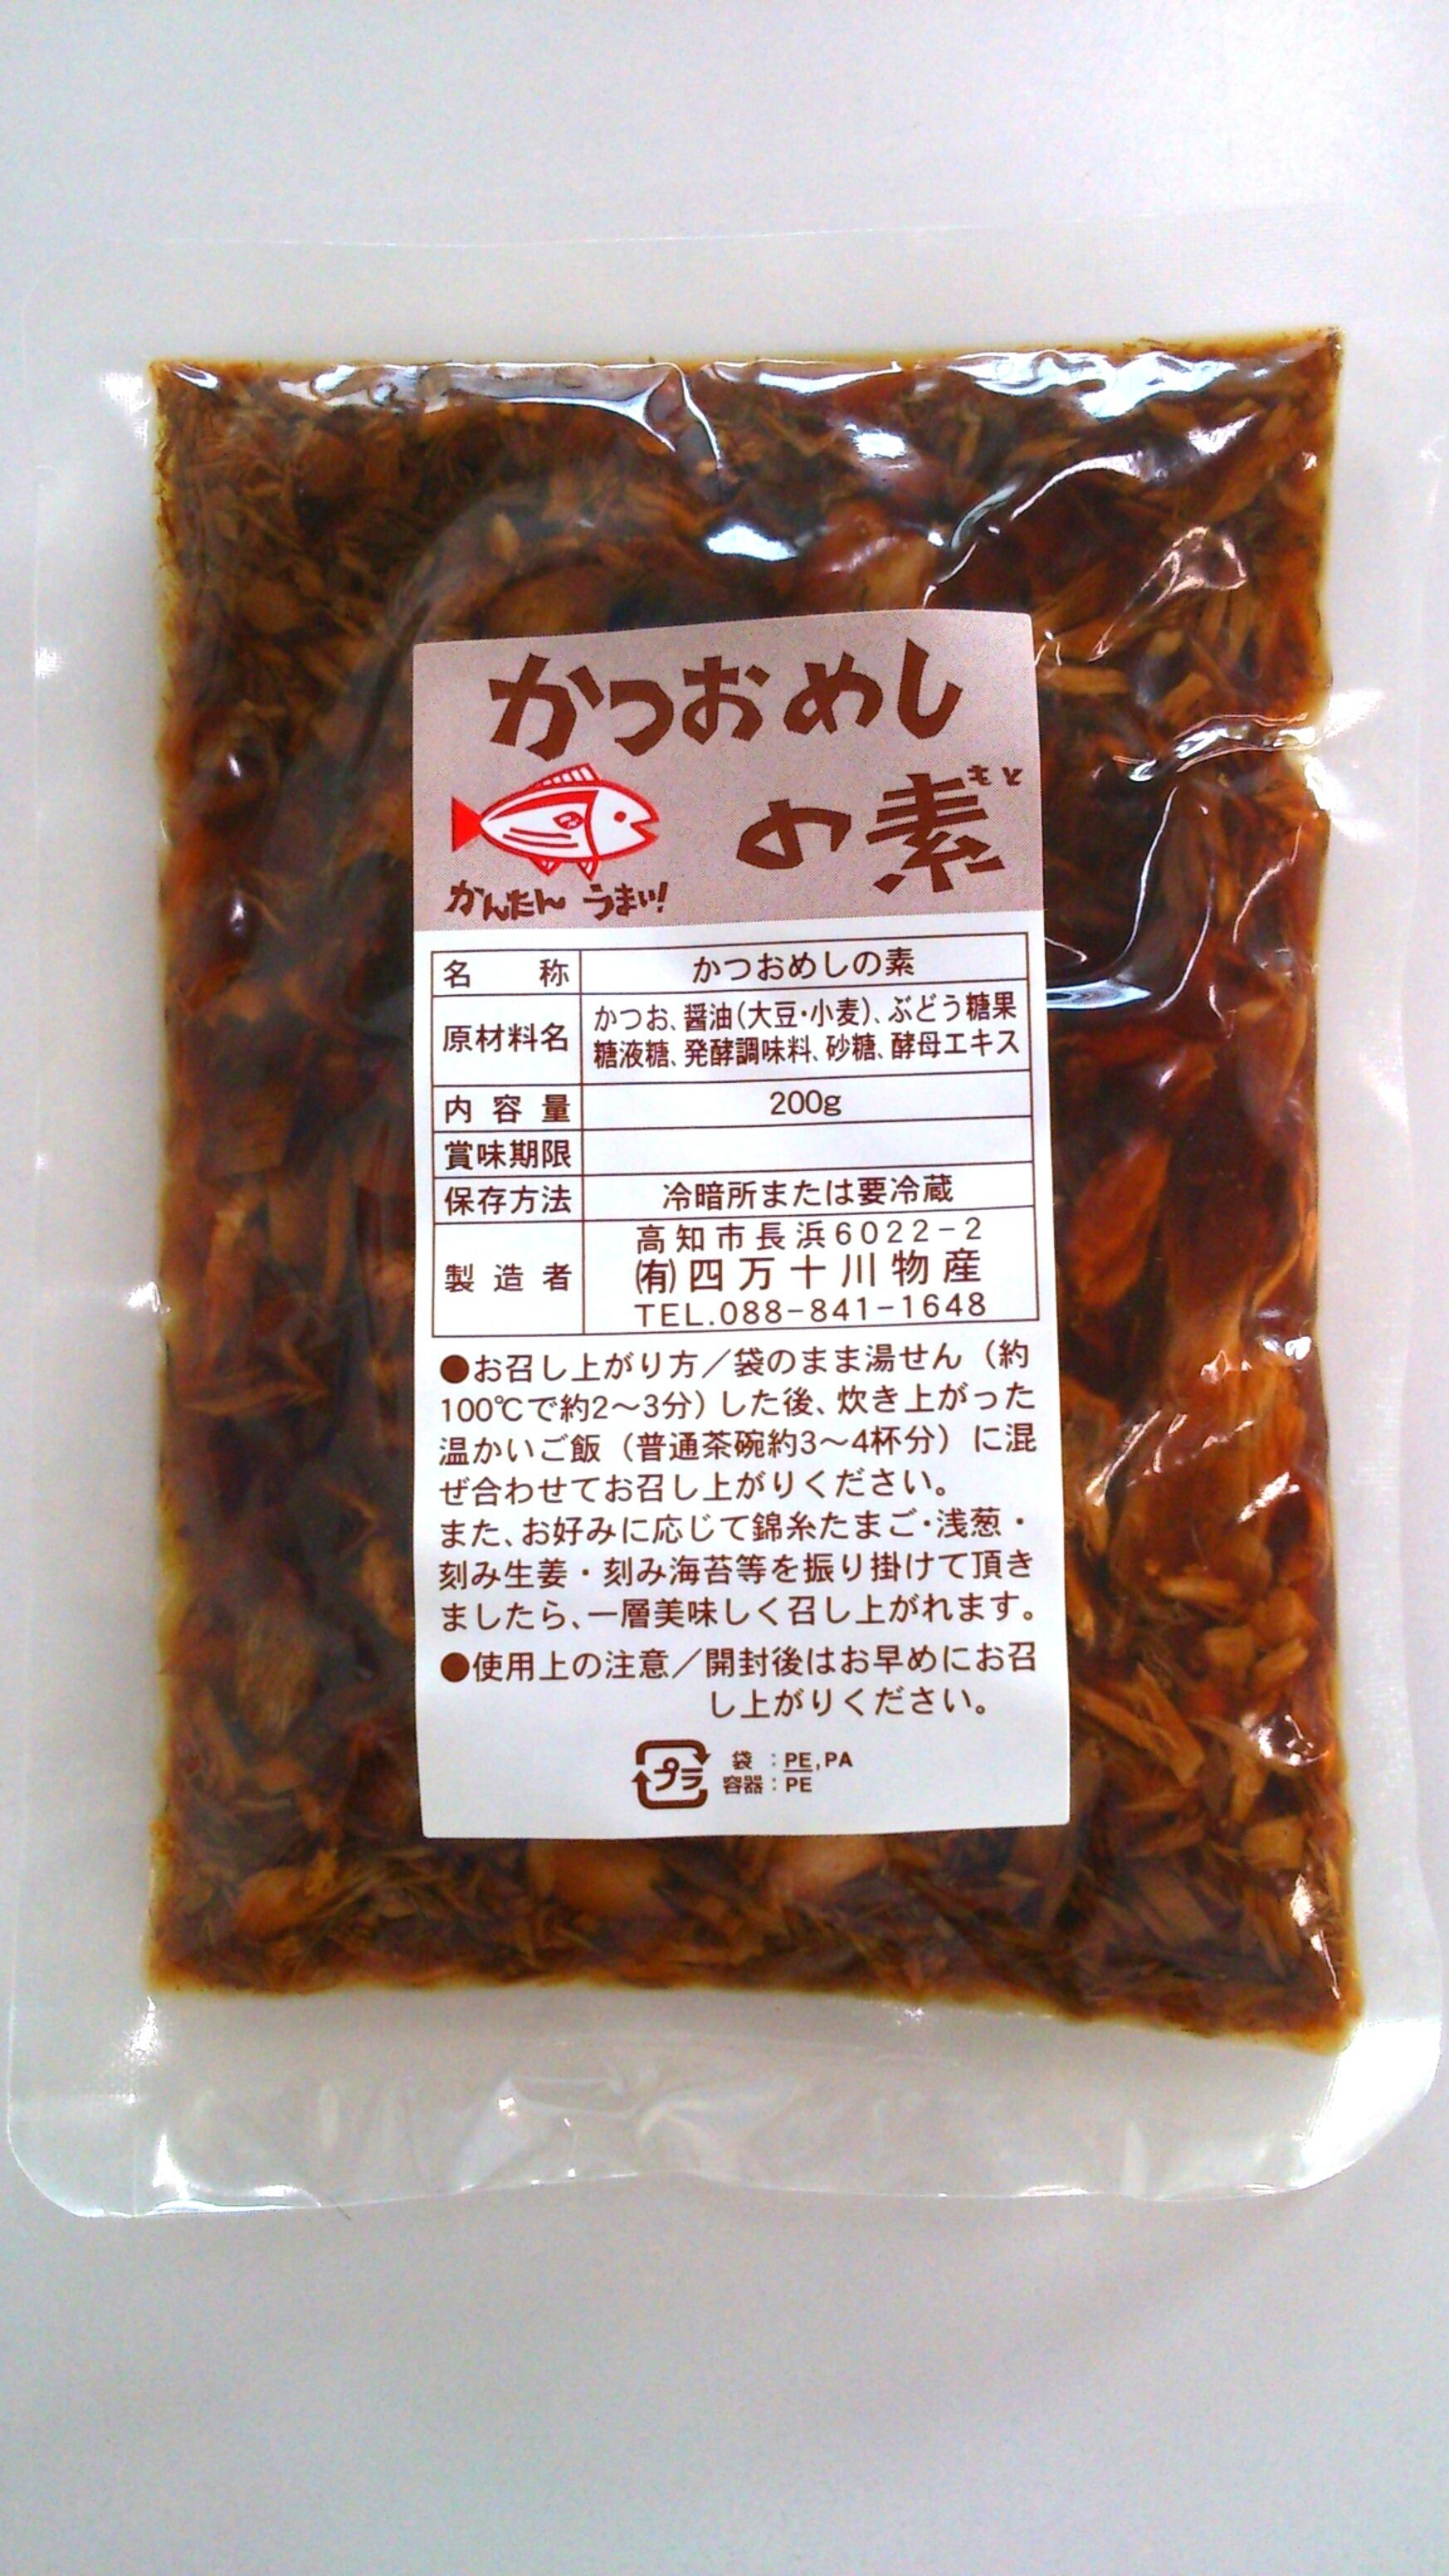 かつおめし
の素
もと
かんたん うまい!
名称 かつおめしの素
原材料名 かつお、醤油(大豆・小麦)、ぶどう糖果
糖液糖、発酵調味料、砂糖、酵母エキス
内容量 200g
賞味期限
保存方法 冷暗所または要冷蔵
製造者 高知市長浜6022-2
(有)四万十川物産
TEL.088-841-1648
●お召し上がり方/袋のまま湯せん(約
100℃で約2〜3分)した後、炊き上がった
温かいご飯(普通茶碗約3〜4杯分)に混
ぜ合わせてお召し上がりください。
また、お好みに応じて錦糸たまご・浅葱・
刻み生姜・刻み海苔等を振り掛けて頂き
ましたら、一層美味しく召し上がれます。
●使用上の注意/開封後はお早めにお召
し上がりください。
プラ 袋:PE,PA
容器:PE